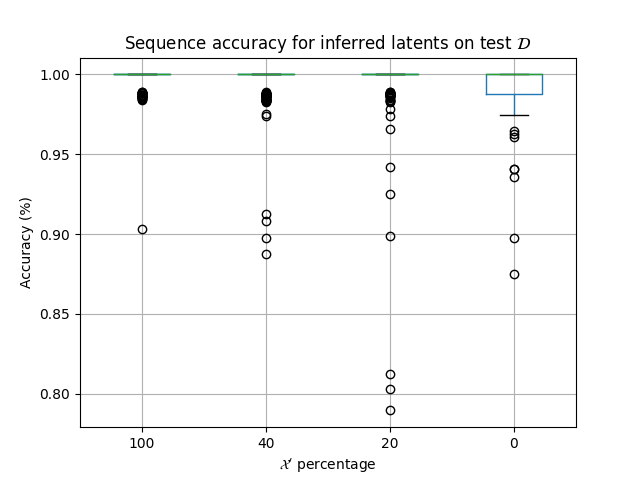 Sequence accuracy for inferred latents on test 𝒟
1.00
0.95
0.90
0.85
0.80
Accuracy (%)
100 40 20 0
𝒳′ percentage